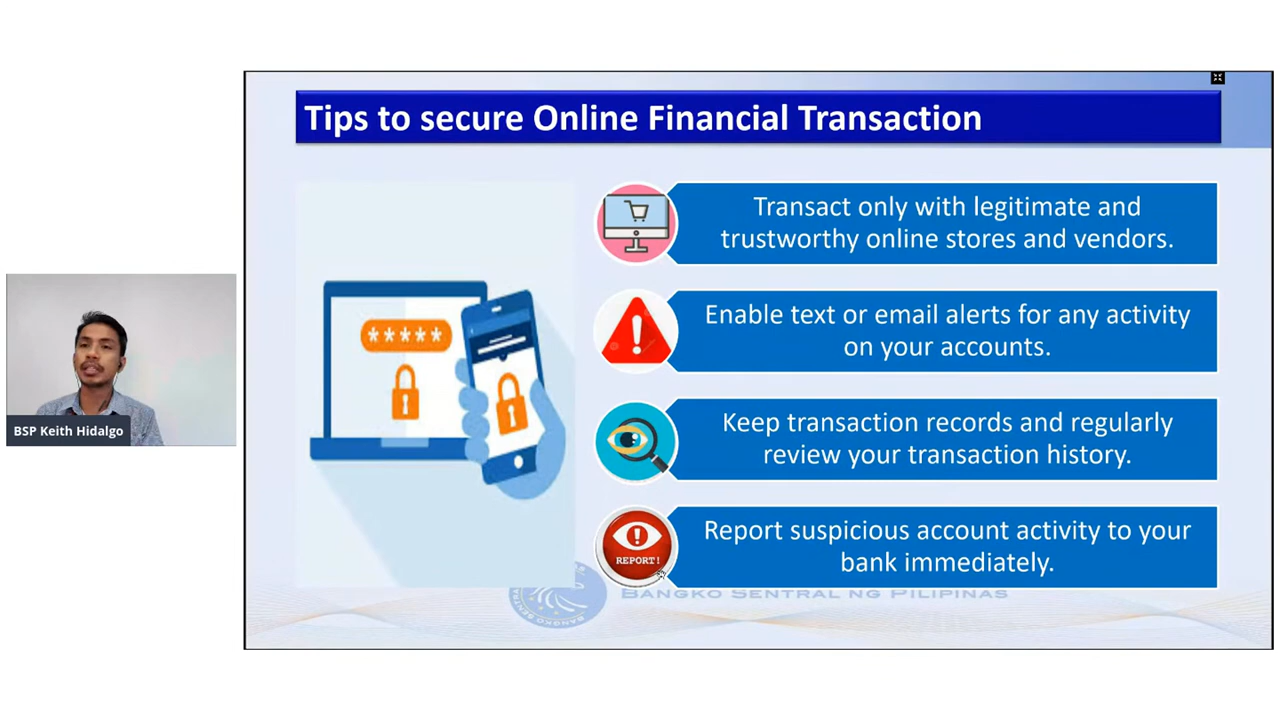 Tips to secure Online Financial Transaction
Transact only with legitimate and
trustworthy online stores and vendors.
Enable text or email alerts for any activity
on your accounts.
*****
Keep transaction records and regularly
review your transaction history.
BSP Keith Hidalgo
REPORT!
Report suspicious account activity to your
bank immediately.
BANGKO SENTRAL NG PILIPINAS